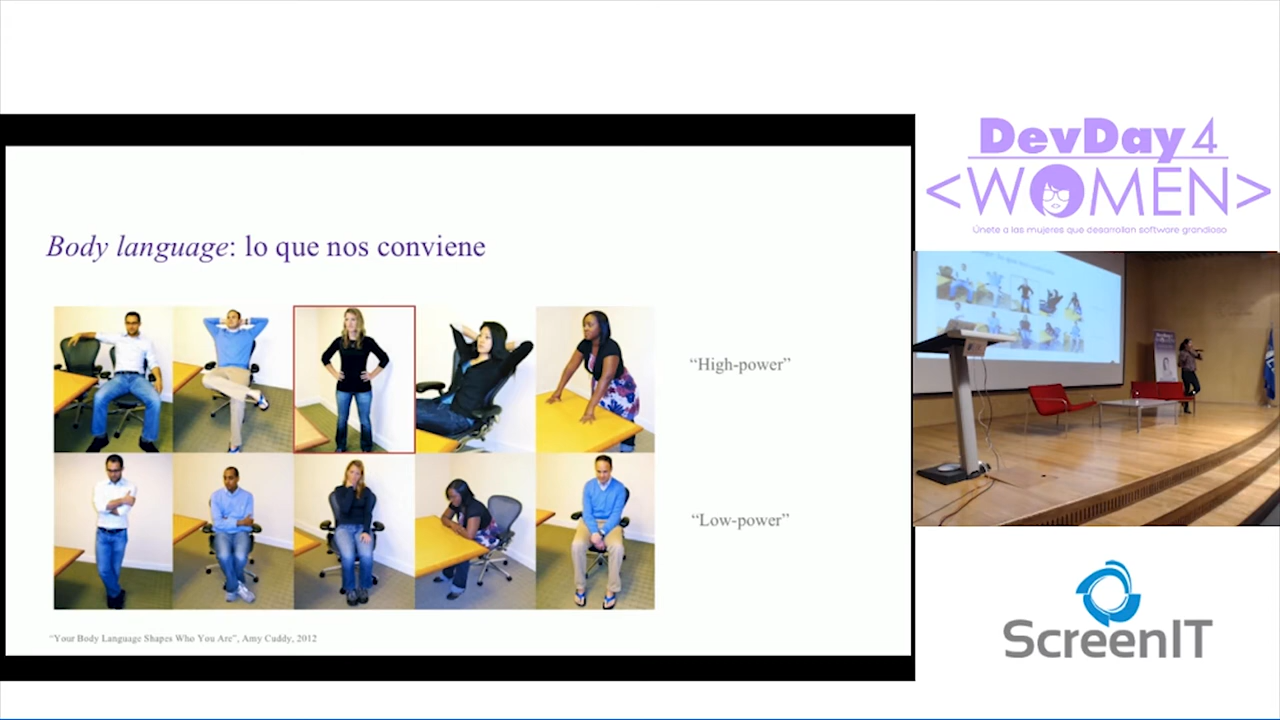 Body language: lo que nos conviene
“High-power”
“Low-power”
“Your Body Language Shapes Who You Are”, Amy Cuddy, 2012
DevDay4
<WOMEN>
Únete a las mujeres que desarrollan software grandioso
ScreenIT